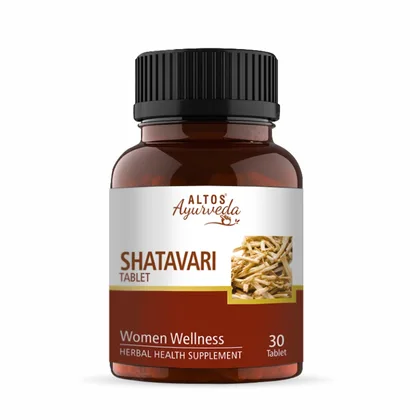 ALTOS®
Ayurveda
SHATAVARI
TABLET
Women Wellness
HERBAL HEALTH SUPPLEMENT
30
Tablet